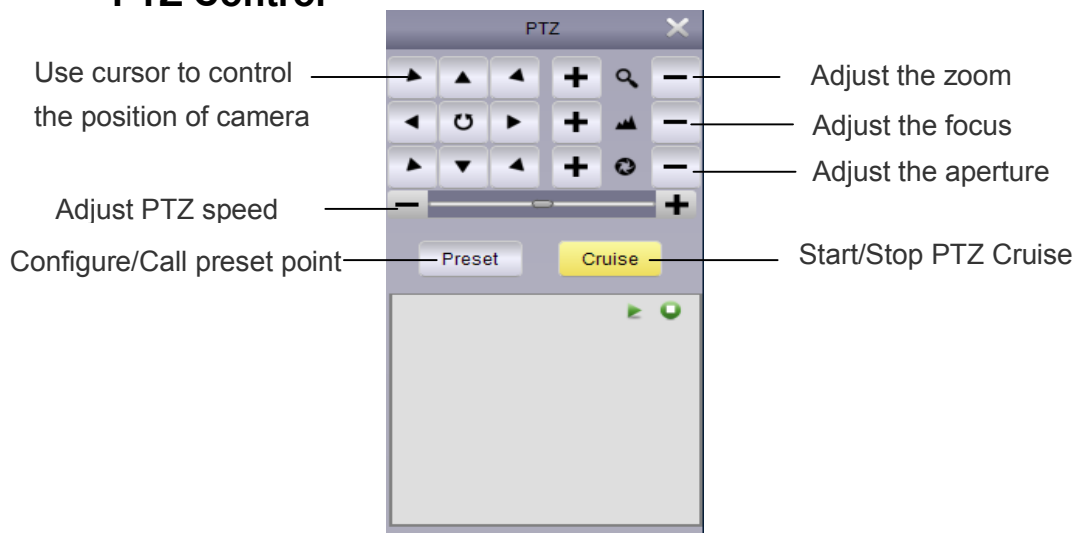 PTZ Control
PTZ
Use cursor to control
the position of camera
Adjust the zoom
Adjust the focus
Adjust the aperture
Adjust PTZ speed
Configure/Call preset point
Preset
Cruise
Start/Stop PTZ Cruise